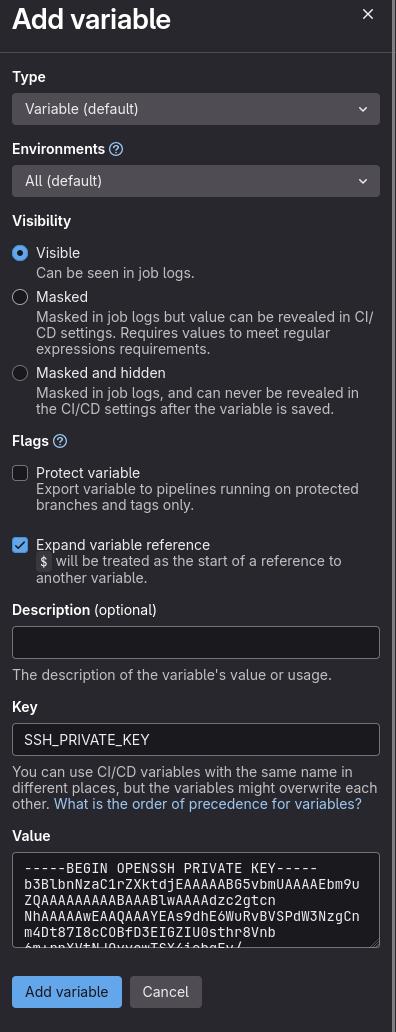 Add variable
Type
Variable (default)
Environments
All (default)
Visibility
Visible
Can be seen in job logs.
Masked
Masked in job logs but value can be revealed in CI/
CD settings. Requires values to meet regular
expressions requirements.
Masked and hidden
Masked in job logs, and can never be revealed in
the CI/CD settings after the variable is saved.
Flags
Protect variable
Export variable to pipelines running on protected
branches and tags only.
Expand variable reference
$ will be treated as the start of a reference to
another variable.
Description (optional)
The description of the variable's value or usage.
Key
SSH_PRIVATE_KEY
You can use CI/CD variables with the same name in
different places, but the variables might overwrite each
other. What is the order of precedence for variables?
Value
-----BEGIN OPENSSH PRIVATE KEY-----
b3BlbnNzaC1rZXktdjEAAAAABG5vbmUAAAAEbm9u
ZQAAAAAAAAABAAABlwAAAAdzc2gtcn
NhAAAAAwEAAQAAAYEAs9dhE6WuRvBVSPdW3NzgCn
m4Dt87I8cCOBfD3EIGZIU0sthr8Vnb
Add variable
Cancel